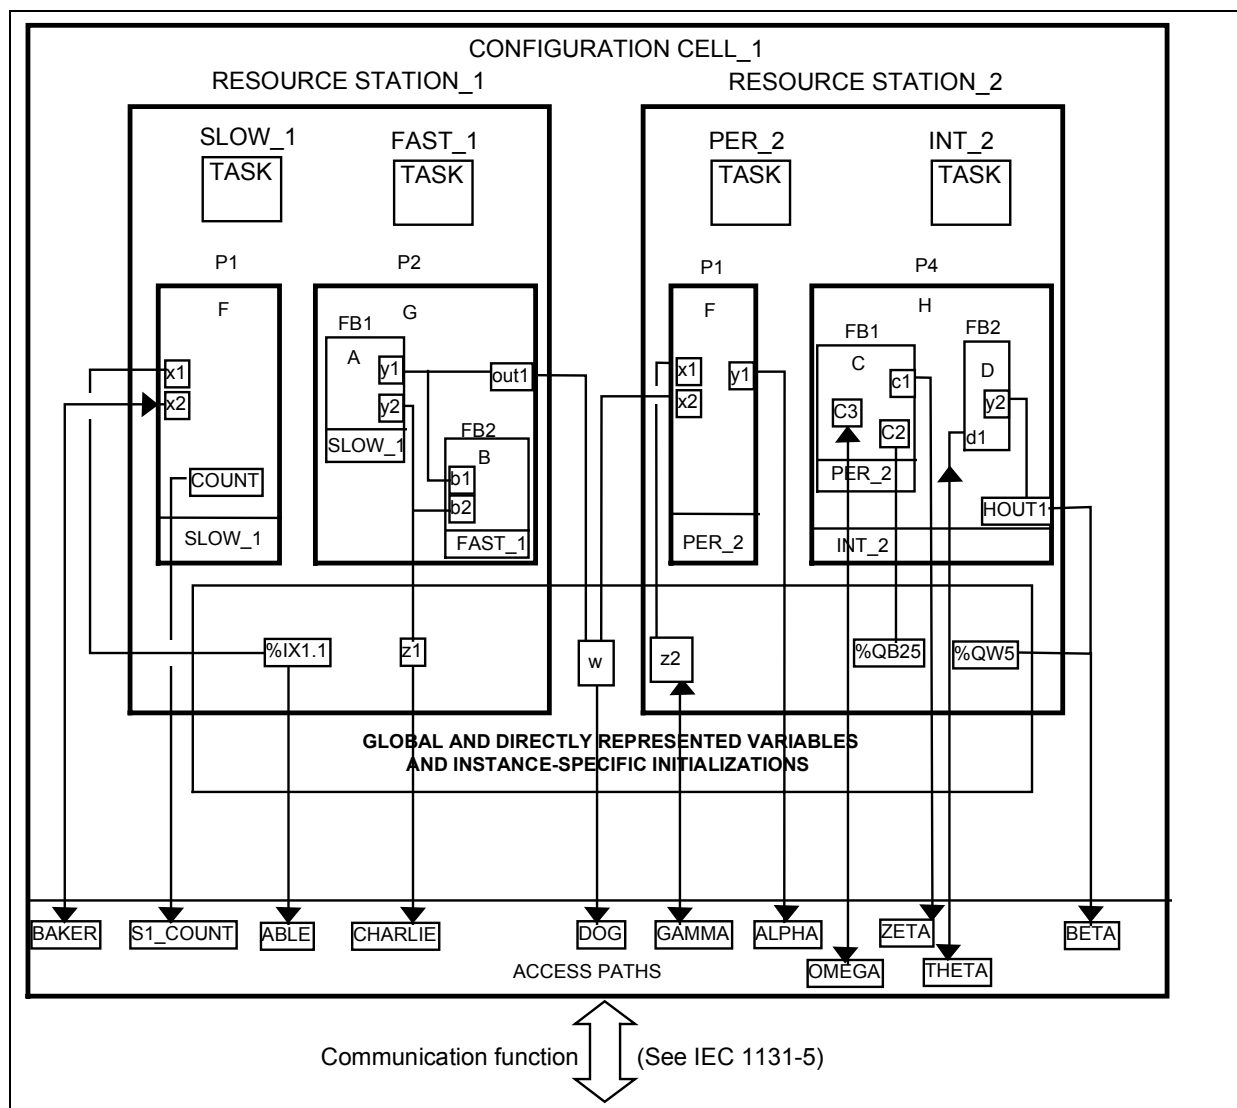 CONFIGURATION CELL_1
RESOURCE STATION_1
RESOURCE STATION_2
SLOW_1
FAST_1
PER_2
INT_2
TASK
TASK
TASK
TASK
P1
P2
P1
P4
F
G
F
H
FB1
FB1
FB2
A
C
D
x1
y1
out1
x1
y1
c1
x2
y2
x2
C3
y2
C2
d1
FB2
SLOW_1
B
COUNT
b1
PER_2
b2
HOUT1
SLOW_1
FAST_1
PER_2
INT_2
%IX1.1
z1
w
z2
%QB25
%QW5
GLOBAL AND DIRECTLY REPRESENTED VARIABLES
AND INSTANCE-SPECIFIC INITIALIZATIONS
BAKER
S1_COUNT
ABLE
CHARLIE
DOG
GAMMA
ALPHA
ZETA
BETA
ACCESS PATHS
OMEGA
THETA
Communication function
(See IEC 1131-5)